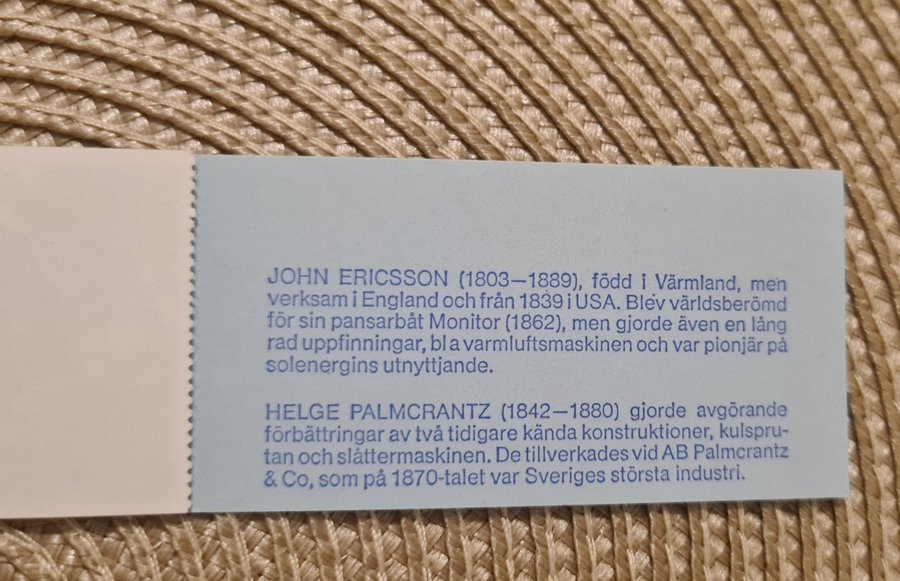 JOHN ERICSSON (1803—1889), född i Värmland, men
verksam i England och från 1839 i USA. Blev världsberömd
för sin pansarbåt Monitor (1862), men gjorde även en lång
rad uppfinningar, bl a varmluftsmaskinen och var pionjär på
solenergins utnyttjande.
HELGE PALMCRANTZ (1842—1880) gjorde avgörande
förbättringar av två tidigare kända konstruktioner, kulspru-
tan och slåttermaskinen. De tillverkades vid AB Palmcrantz
& Co, som på 1870-talet var Sveriges största industri.